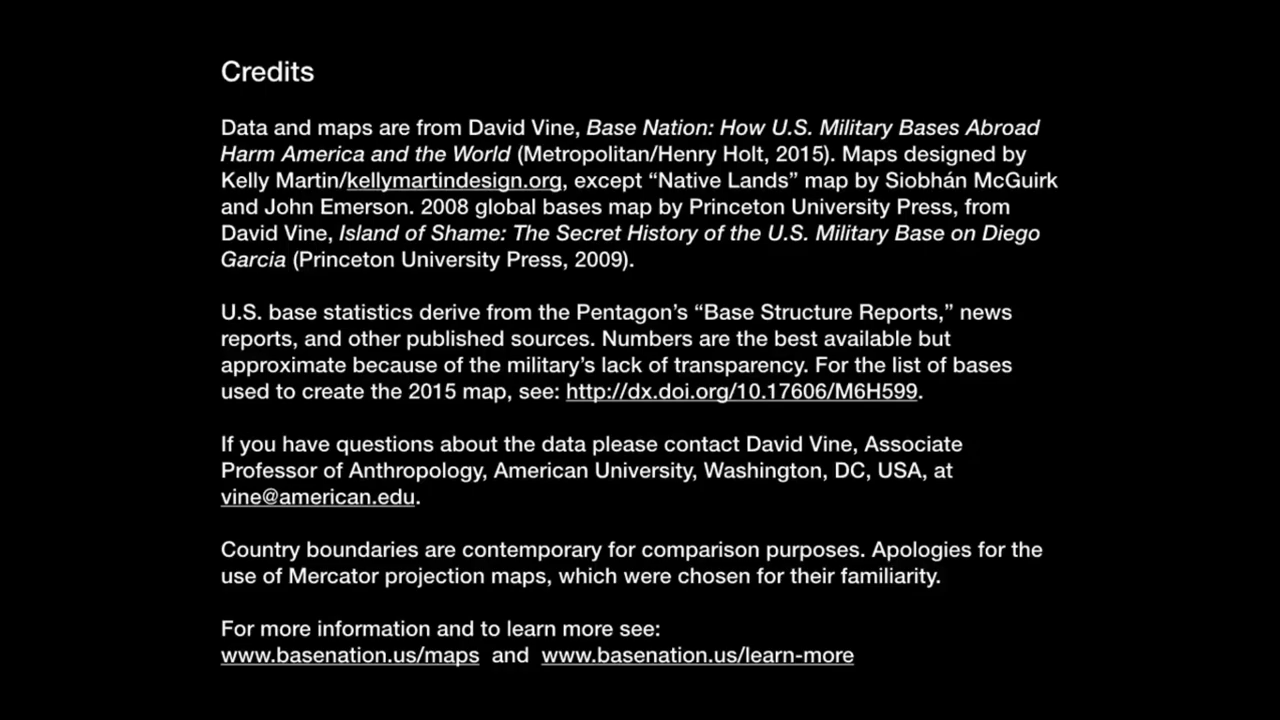 Credits
Data and maps are from David Vine, Base Nation: How U.S. Military Bases Abroad
Harm America and the World (Metropolitan/Henry Holt, 2015). Maps designed by
Kelly Martin/kellymartindesign.org, except “Native Lands” map by Siobhán McGuirk
and John Emerson. 2008 global bases map by Princeton University Press, from
David Vine, Island of Shame: The Secret History of the U.S. Military Base on Diego
Garcia (Princeton University Press, 2009).
U.S. base statistics derive from the Pentagon’s “Base Structure Reports,” news
reports, and other published sources. Numbers are the best available but
approximate because of the military’s lack of transparency. For the list of bases
used to create the 2015 map, see: http://dx.doi.org/10.17606/M6H599.
If you have questions about the data please contact David Vine, Associate
Professor of Anthropology, American University, Washington, DC, USA, at
vine@american.edu.
Country boundaries are contemporary for comparison purposes. Apologies for the
use of Mercator projection maps, which were chosen for their familiarity.
For more information and to learn more see:
www.basenation.us/maps and www.basenation.us/learn-more